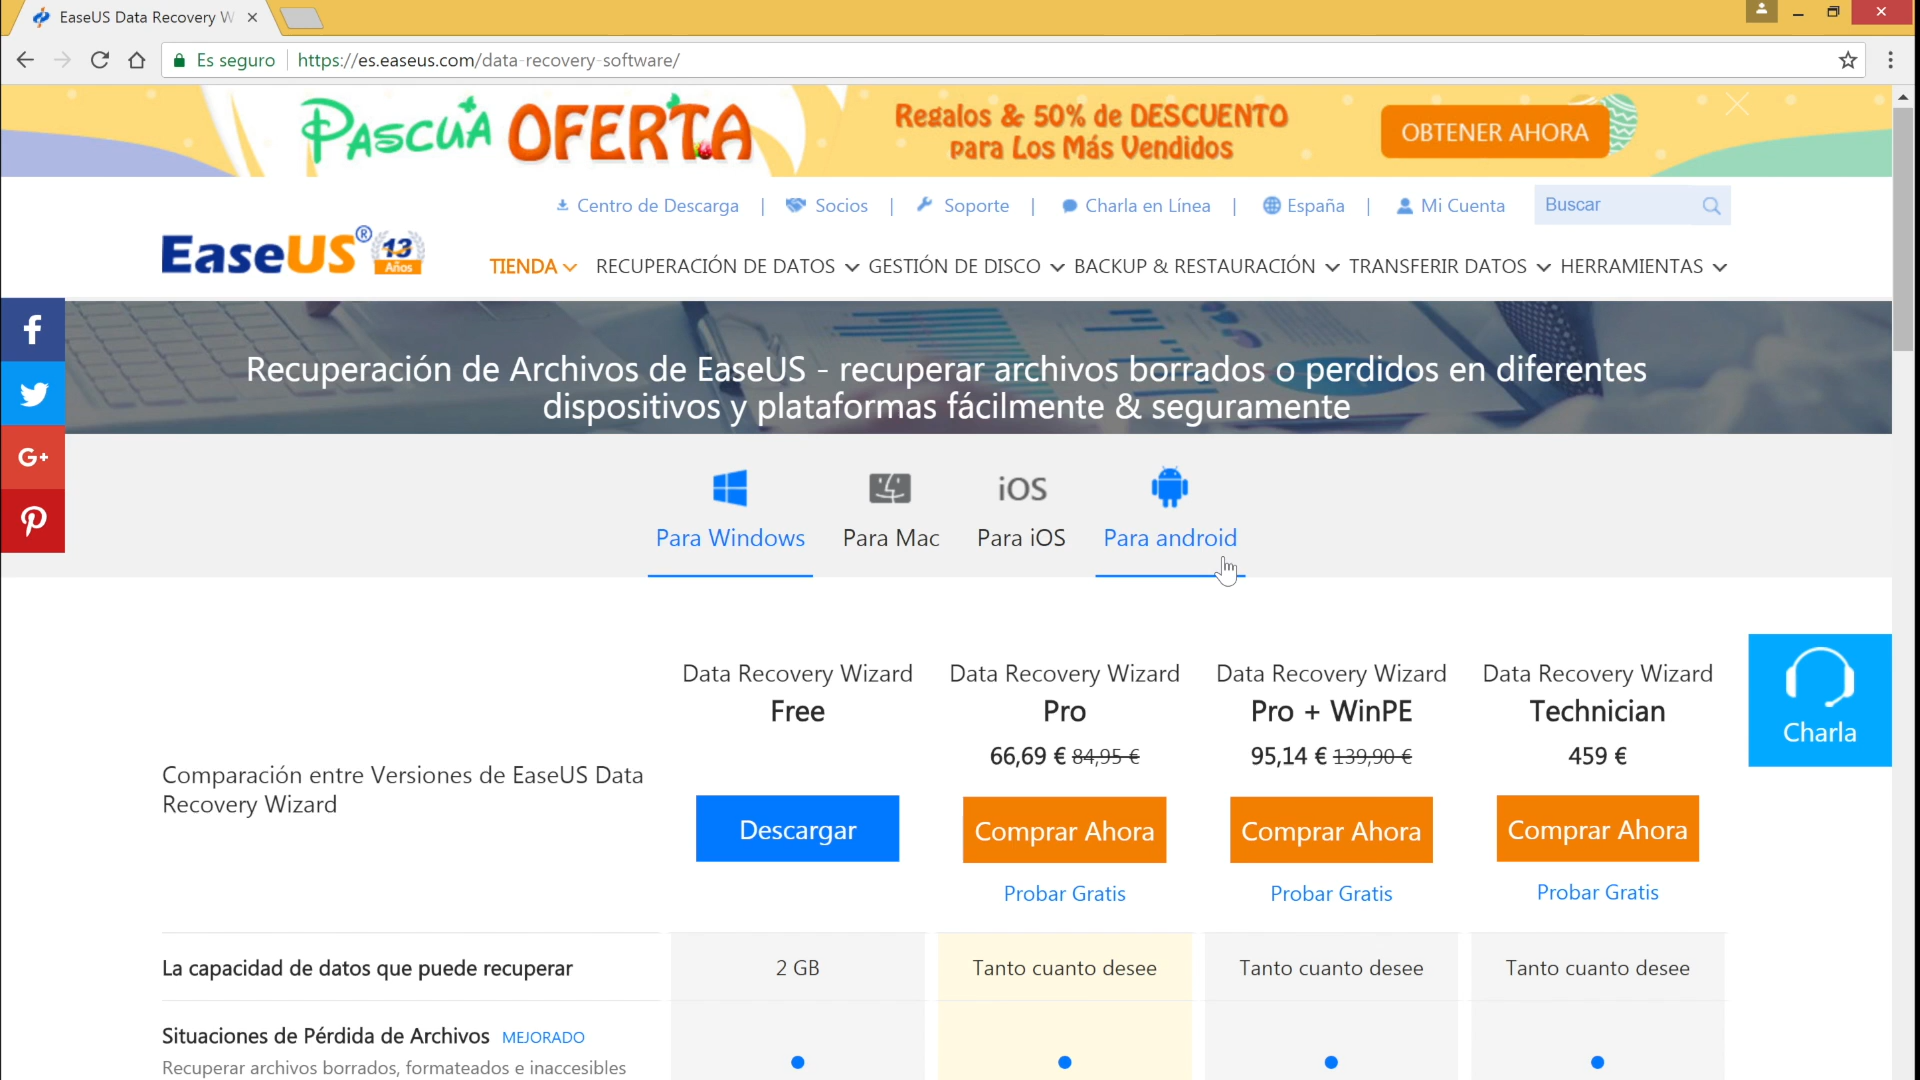 EaseUS Data Recovery W
Es seguro
https://es.easeus.com/data-recovery-software/
PASCUA OFERTA
Regalos & 50% de DESCUENTO
para Los Más Vendidos
OBTENER AHORA
Centro de Descarga | Socios | Soporte | Charla en Línea | España | Mi Cuenta
Buscar
EaseUS® 13 Años
TIENDA RECUPERACIÓN DE DATOS GESTIÓN DE DISCO BACKUP & RESTAURACIÓN TRANSFERIR DATOS HERRAMIENTAS
f
G+
Recuperación de Archivos de EaseUS - recuperar archivos borrados o perdidos en diferentes
dispositivos y plataformas fácilmente & seguramente
iOS
Para Windows Para Mac Para iOS Para android
Data Recovery Wizard Data Recovery Wizard Data Recovery Wizard Data Recovery Wizard
Free Pro Pro + WinPE Technician
66,69 € 84,95 € 95,14 € 139,90 € 459 €
Charla
Comparación entre Versiones de EaseUS Data
Recovery Wizard
Descargar Comprar Ahora Comprar Ahora Comprar Ahora
Probar Gratis Probar Gratis Probar Gratis
La capacidad de datos que puede recuperar 2 GB Tanto cuanto desee Tanto cuanto desee Tanto cuanto desee
Situaciones de Pérdida de Archivos MEJORADO
Recuperar archivos borrados, formateados e inaccesibles